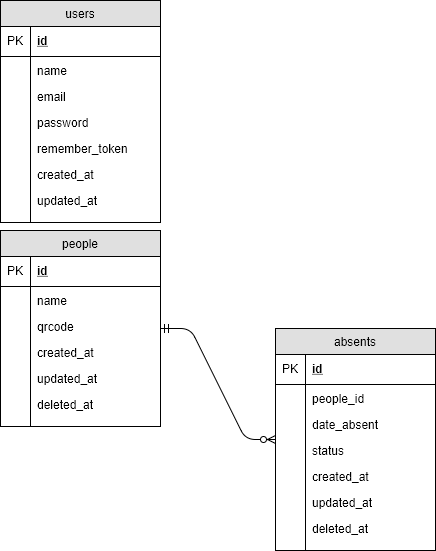 users
PK id
name
email
password
remember_token
created_at
updated_at
people
PK id
name
qrcode
created_at
updated_at
deleted_at
absents
PK id
people_id
date_absent
status
created_at
updated_at
deleted_at